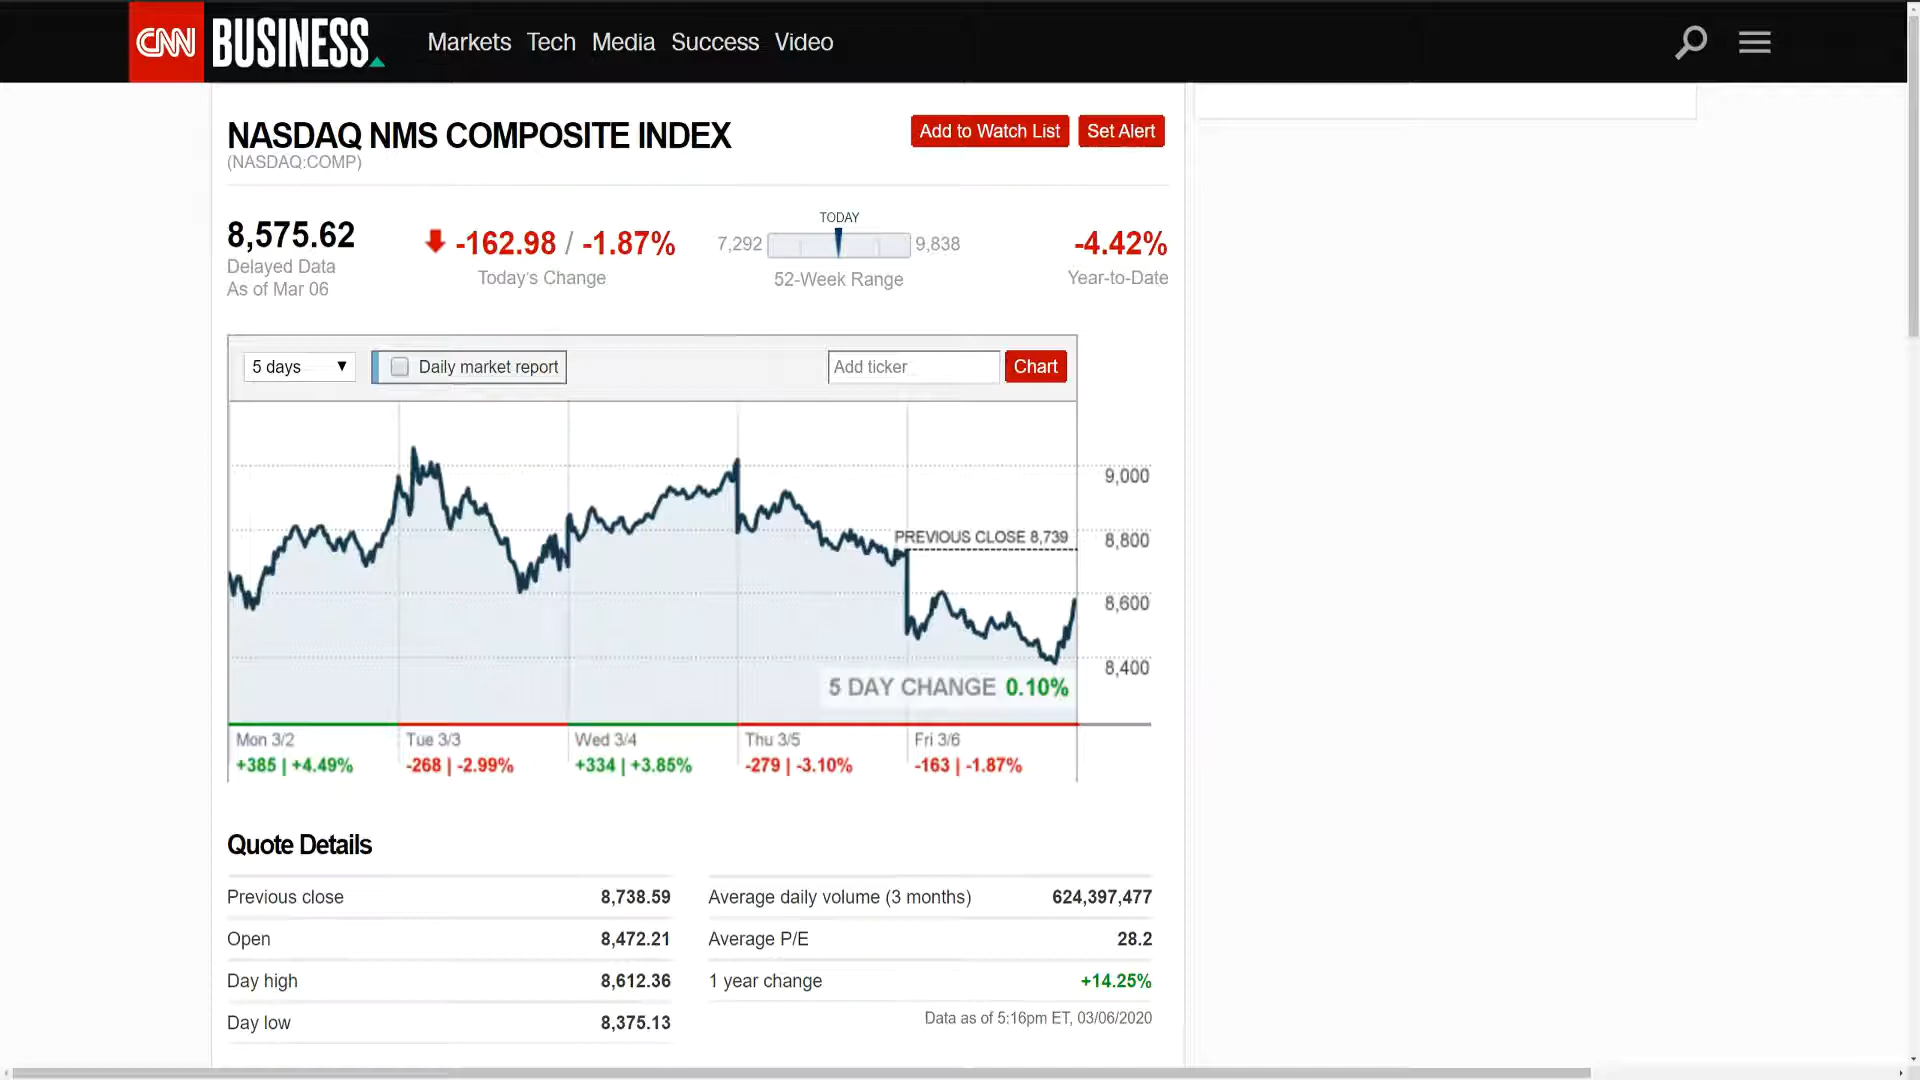 CNN BUSINESS Markets Tech Media Success Video
NASDAQ NMS COMPOSITE INDEX
(NASDAQ:COMP)
Add to Watch List Set Alert
8,575.62
Delayed Data
As of Mar 06
-162.98 / -1.87%
Today's Change
TODAY
7,292 9,838
52-Week Range
-4.42%
Year-to-Date
5 days Daily market report Add ticker Chart
9,000
PREVIOUS CLOSE 8,739
8,800
8,600
8,400
5 DAY CHANGE 0.10%
Mon 3/2 Tue 3/3 Wed 3/4 Thu 3/5 Fri 3/6
+385 | +4.49% -268 | -2.99% +334 | +3.85% -279 | -3.10% -163 | -1.87%
Quote Details
Previous close 8,738.59
Open 8,472.21
Day high 8,612.36
Day low 8,375.13
Average daily volume (3 months) 624,397,477
Average P/E 28.2
1 year change +14.25%
Data as of 5:16pm ET, 03/06/2020